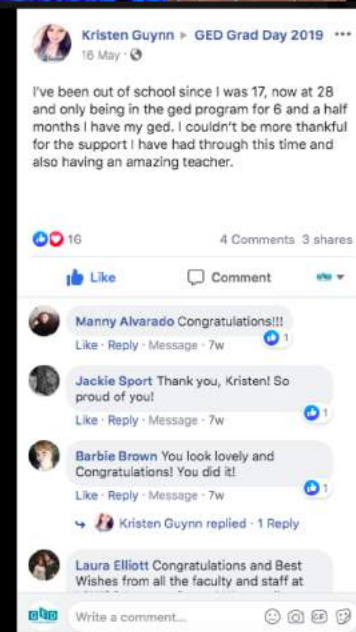 Kristen Guynn ▸ GED Grad Day 2019 •••
16 May ·
I've been out of school since I was 17, now at 28
and only being in the ged program for 6 and a half
months I have my ged. I couldn't be more thankful
for the support I have had through this time and
also having an amazing teacher.
16 4 Comments 3 shares
Like Comment
Manny Alvarado Congratulations!!!
1
Like · Reply · Message · 7w
Jackie Sport Thank you, Kristen! So
proud of you!
1
Like · Reply · Message · 7w
Barbie Brown You look lovely and
Congratulations! You did it!
1
Like · Reply · Message · 7w
Kristen Guynn replied · 1 Reply
Laura Elliott Congratulations and Best
Wishes from all the faculty and staff at
GED Write a comment... GIF